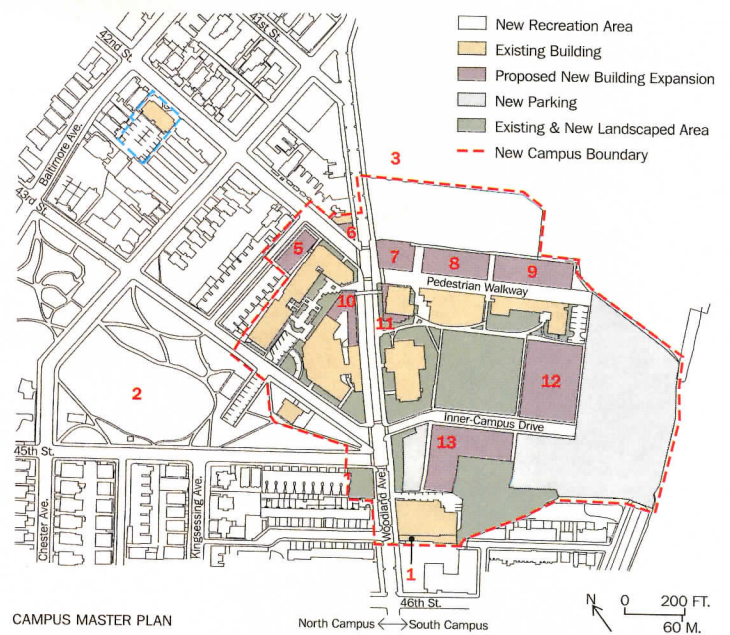 41st St.
42nd St.
New Recreation Area
Existing Building
Proposed New Building Expansion
New Parking
Existing & New Landscaped Area
New Campus Boundary
Baltimore Ave.
43rd St.
3
6
5
7
8
9
Pedestrian Walkway
10
11
12
2
Inner-Campus Drive
13
45th St.
Chester Ave.
Kingsessing Ave.
Woodland Ave.
1
46th St.
N
0 200 FT.
60 M.
CAMPUS MASTER PLAN
North Campus South Campus